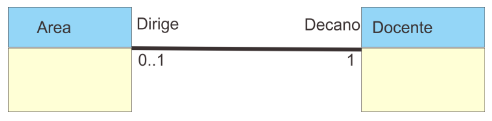 Area
Dirige
Decano
Docente
0..1
1